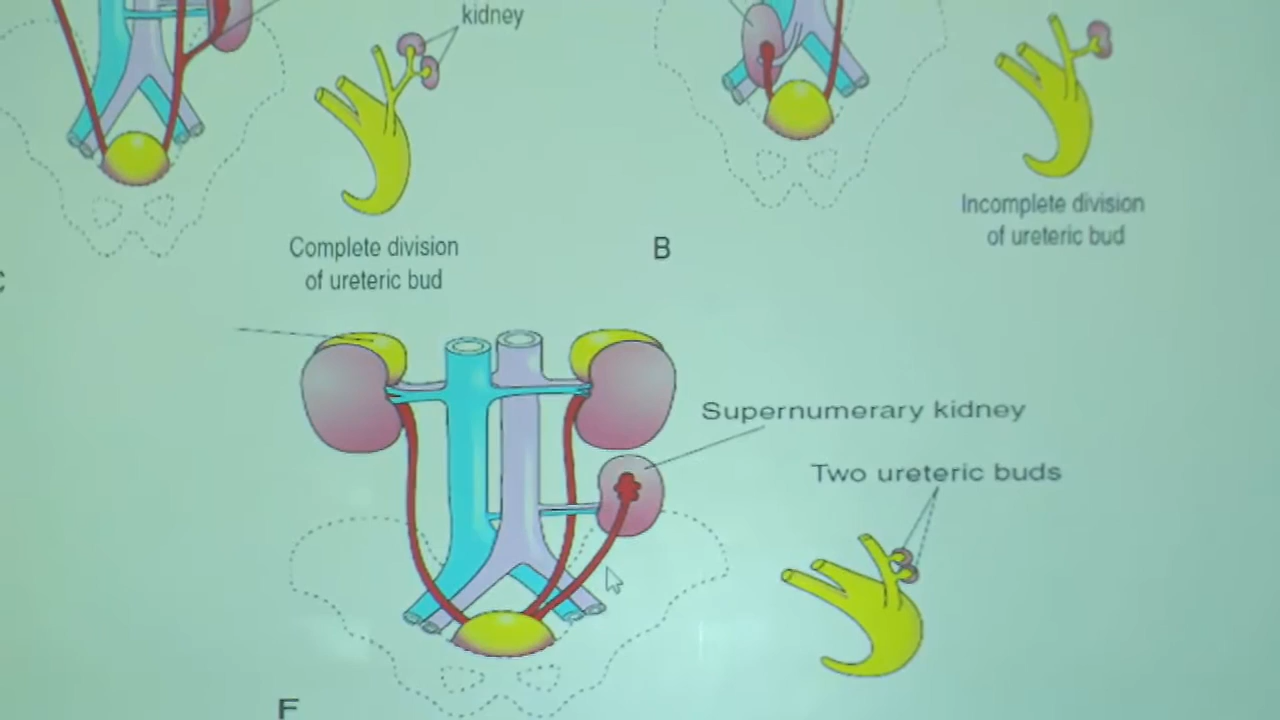 kidney
Complete division
of ureteric bud
B
Incomplete division
of ureteric bud
Supernumerary kidney
Two ureteric buds
F